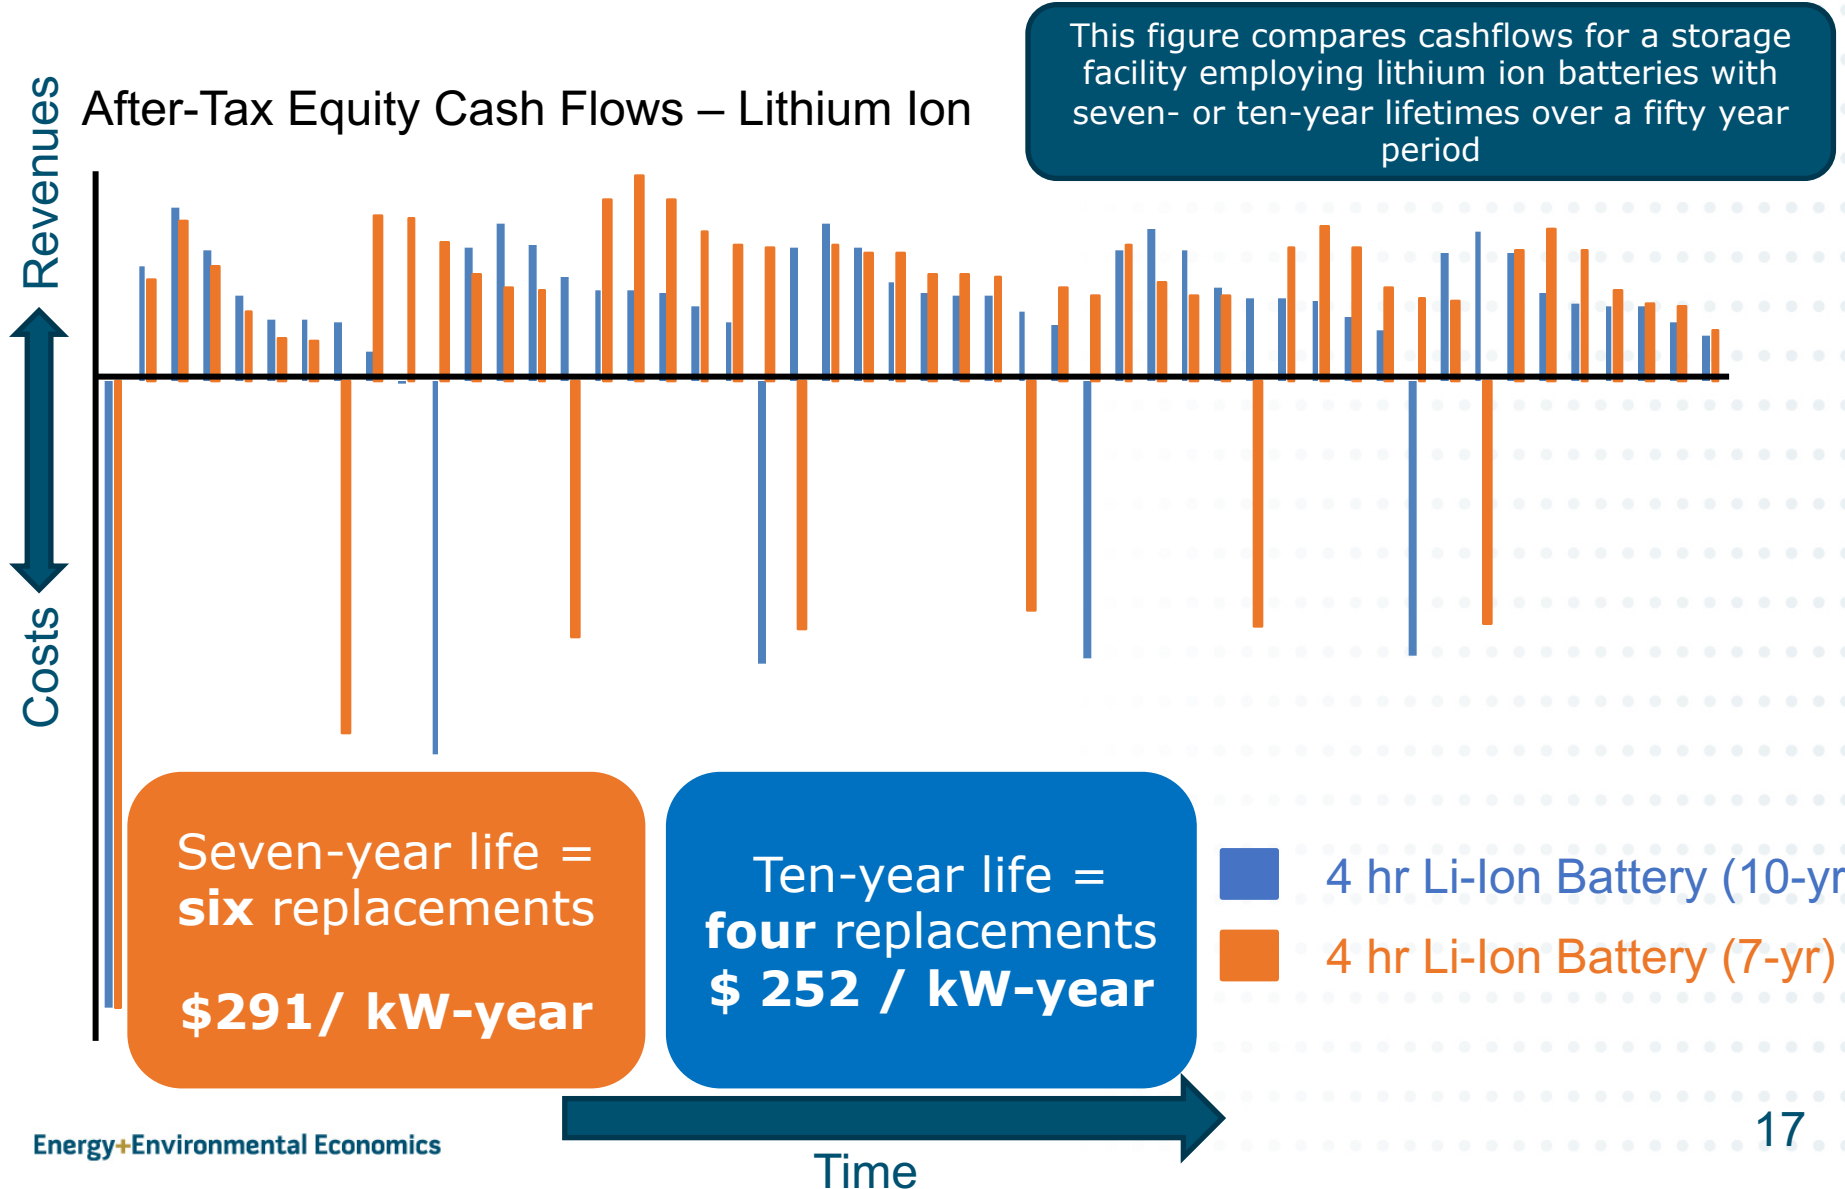 This figure compares cashflows for a storage
facility employing lithium ion batteries with
seven- or ten-year lifetimes over a fifty year
period
After-Tax Equity Cash Flows – Lithium Ion
Revenues
Costs
Seven-year life =
six replacements
$291/ kW-year
Ten-year life =
four replacements
$ 252 / kW-year
4 hr Li-Ion Battery (10-yr
4 hr Li-Ion Battery (7-yr)
Time
Energy+Environmental Economics
17